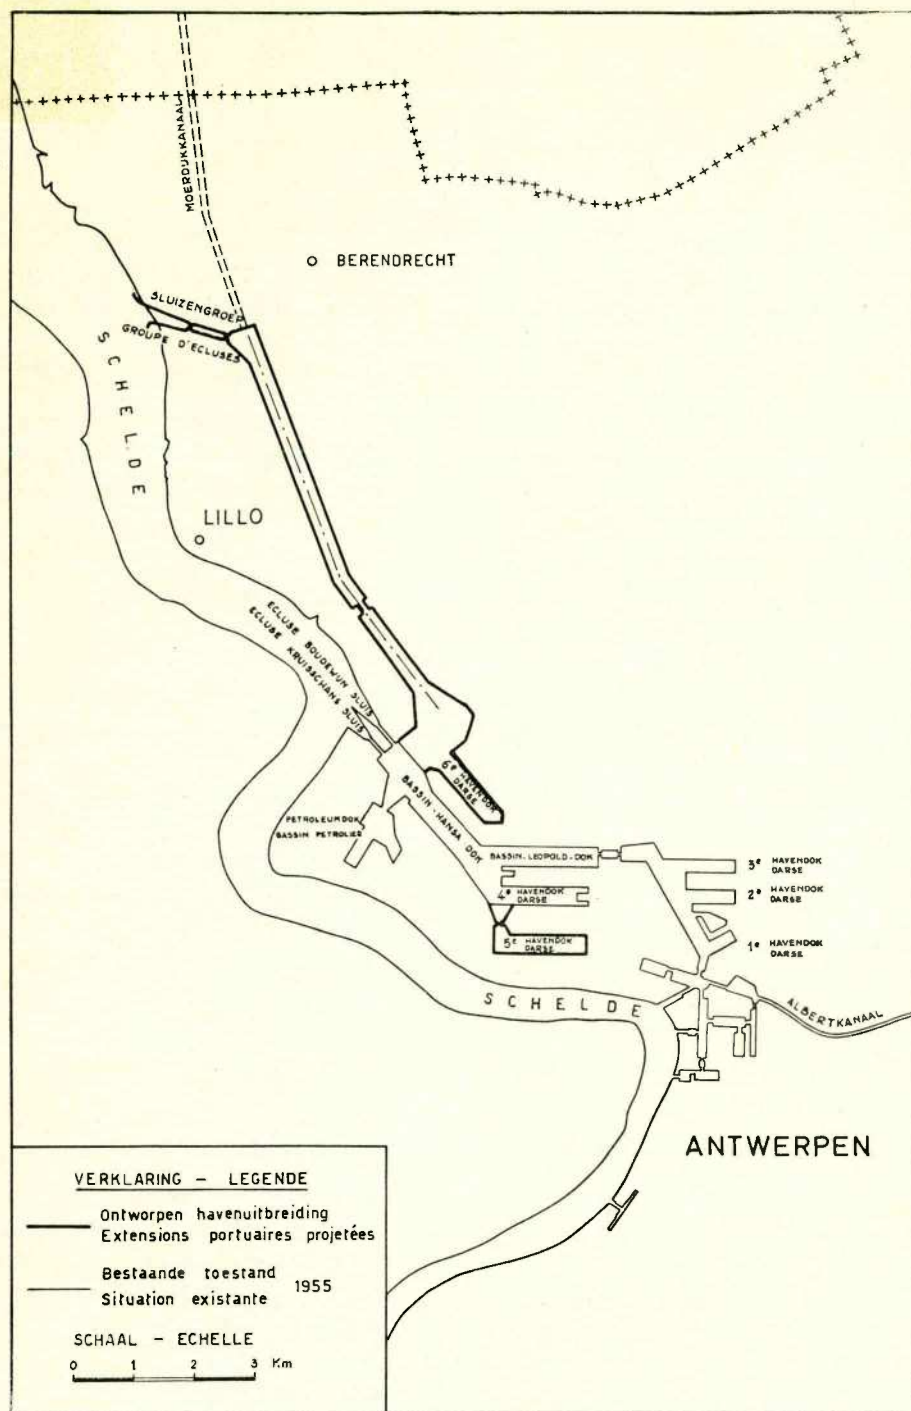 MOERDIJKKANAAL
BERENDRECHT
SLUIZENGROEP
GROUPE D'ECLUSES
SCHELDE
LILLO
ECLUSE BOUDEWIJN SLUIS
ECLUSE KRUISSCHANS SLUIS
6e HAVENDOK
DARSE
BASSIN-HANSA DOK
PETROLEUMDOK
BASSIN PETROLIER
BASSIN-LEOPOLD-DOK
3e HAVENDOK
DARSE
4e HAVENDOK
DARSE
2e HAVENDOK
DARSE
5e HAVENDOK
DARSE
1e HAVENDOK
DARSE
SCHELDE
ALBERTKANAAL
ANTWERPEN
VERKLARING - LEGENDE
Ontworpen havenuitbreiding
Extensions portuaires projetées
Bestaande toestand
Situation existante 1955
SCHAAL - ECHELLE
0 1 2 3 Km